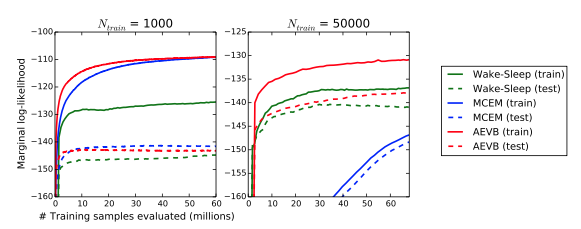 N_train = 1000
N_train = 50000
−100
−110
−120
−130
−140
−150
−160
−125
−130
−135
−140
−145
−150
−155
−160
Marginal log-likelihood
0 10 20 30 40 50 60
0 10 20 30 40 50 60
# Training samples evaluated (millions)
Wake-Sleep (train)
Wake-Sleep (test)
MCEM (train)
MCEM (test)
AEVB (train)
AEVB (test)